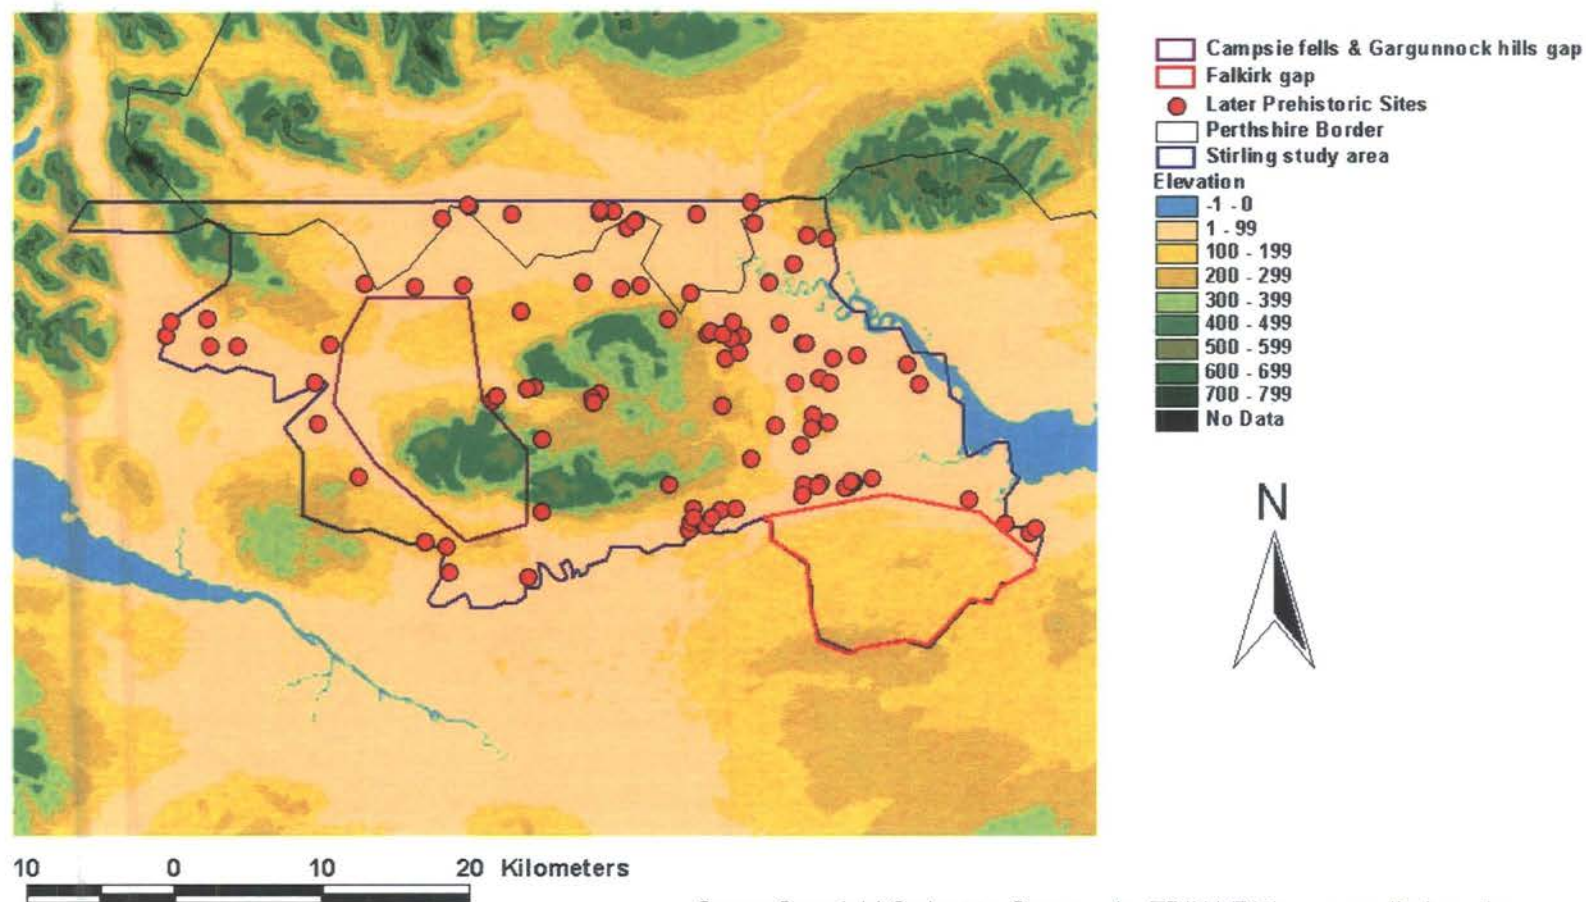 Campsie fells & Gargunnock hills gap
Falkirk gap
Later Prehistoric Sites
Perthshire Border
Stirling study area
Elevation
-1 - 0
1 - 99
100 - 199
200 - 299
300 - 399
400 - 499
500 - 599
600 - 699
700 - 799
No Data
N
10 0 10 20 Kilometers